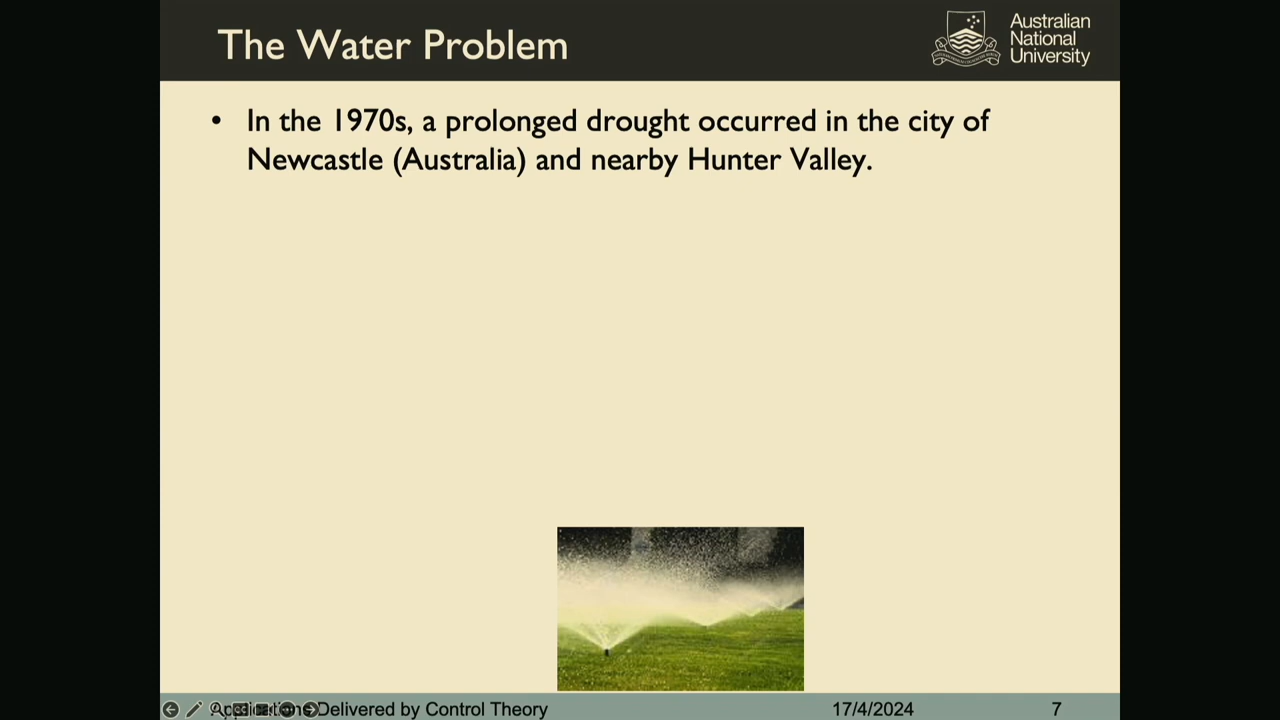 The Water Problem
Australian
National
University
• In the 1970s, a prolonged drought occurred in the city of
Newcastle (Australia) and nearby Hunter Valley.
Applications Delivered by Control Theory
17/4/2024
7